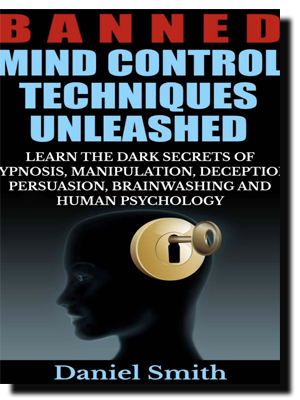 BANNED
MIND CONTROL
TECHNIQUES
UNLEASHED
LEARN THE DARK SECRETS OF
YPNOSIS, MANIPULATION, DECEPTIO
PERSUASION, BRAINWASHING AND
HUMAN PSYCHOLOGY
Daniel Smith